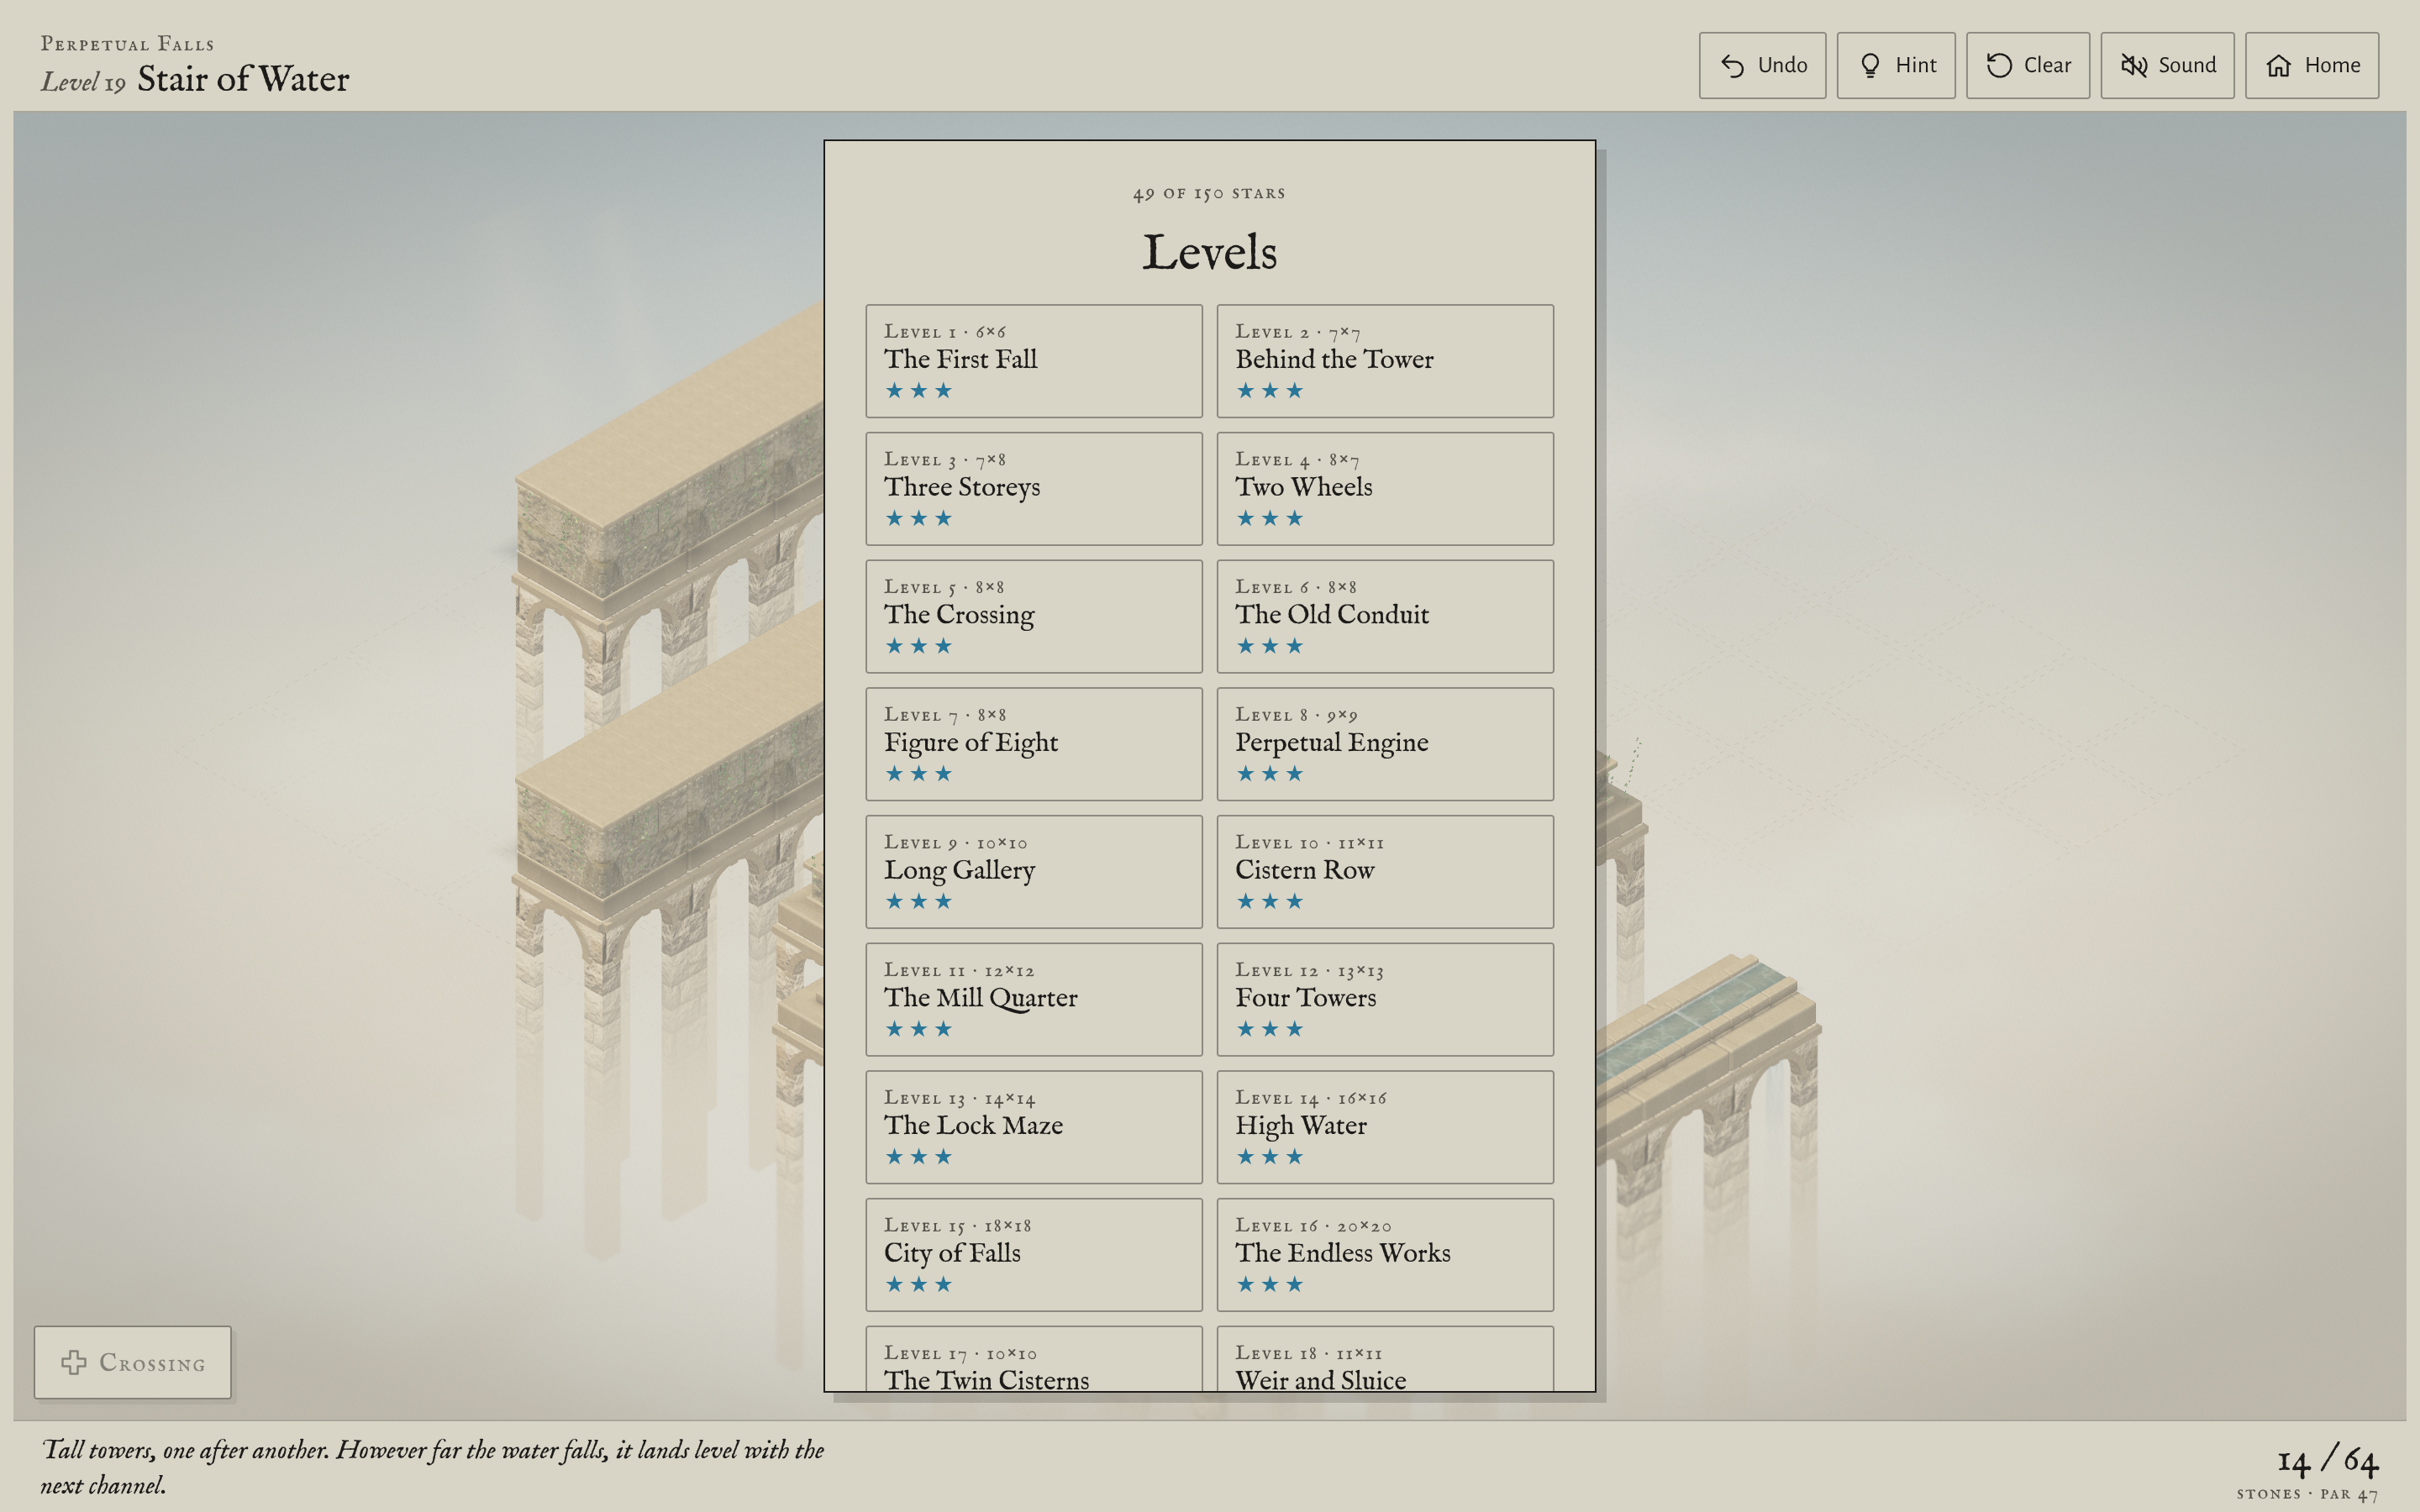 Perpetual Falls
Level 19 Stair of Water
Undo
Hint
Clear
Sound
Home
49 of 150 stars
Levels
Level 1 · 6×6
The First Fall
★★★
Level 2 · 7×7
Behind the Tower
★★★
Level 3 · 7×8
Three Storeys
★★★
Level 4 · 8×7
Two Wheels
★★★
Level 5 · 8×8
The Crossing
★★★
Level 6 · 8×8
The Old Conduit
★★★
Level 7 · 8×8
Figure of Eight
★★★
Level 8 · 9×9
Perpetual Engine
★★★
Level 9 · 10×10
Long Gallery
★★★
Level 10 · 11×11
Cistern Row
★★★
Level 11 · 12×12
The Mill Quarter
★★★
Level 12 · 13×13
Four Towers
★★★
Level 13 · 14×14
The Lock Maze
★★★
Level 14 · 16×16
High Water
★★★
Level 15 · 18×18
City of Falls
★★★
Level 16 · 20×20
The Endless Works
★★★
Level 17 · 10×10
The Twin Cisterns
Level 18 · 11×11
Weir and Sluice
Crossing
Tall towers, one after another. However far the water falls, it lands level with the
next channel.
14 / 64
stones · par 47